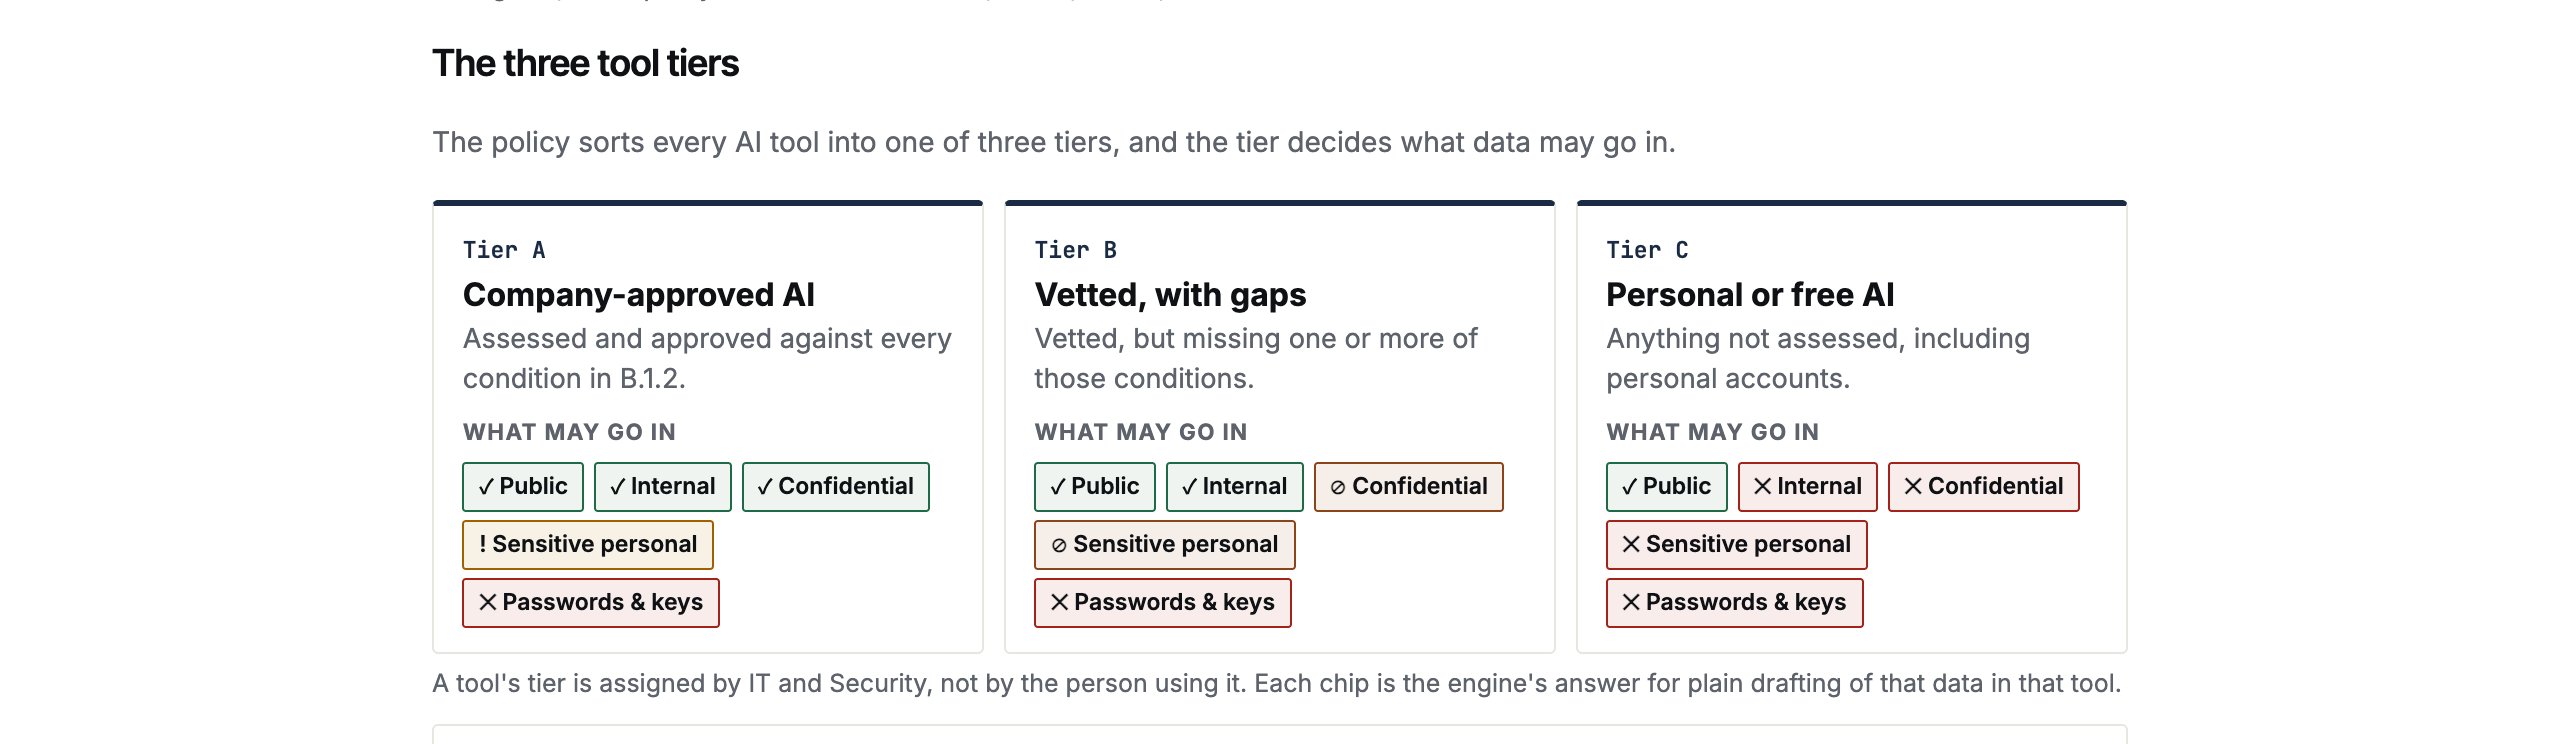 The three tool tiers
The policy sorts every AI tool into one of three tiers, and the tier decides what data may go in.
Tier A
Company-approved AI
Assessed and approved against every
condition in B.1.2.
WHAT MAY GO IN
✓ Public ✓ Internal ✓ Confidential
! Sensitive personal
✕ Passwords & keys
Tier B
Vetted, with gaps
Vetted, but missing one or more of
those conditions.
WHAT MAY GO IN
✓ Public ✓ Internal ⊘ Confidential
⊘ Sensitive personal
✕ Passwords & keys
Tier C
Personal or free AI
Anything not assessed, including
personal accounts.
WHAT MAY GO IN
✓ Public ✕ Internal ✕ Confidential
✕ Sensitive personal
✕ Passwords & keys
A tool's tier is assigned by IT and Security, not by the person using it. Each chip is the engine's answer for plain drafting of that data in that tool.